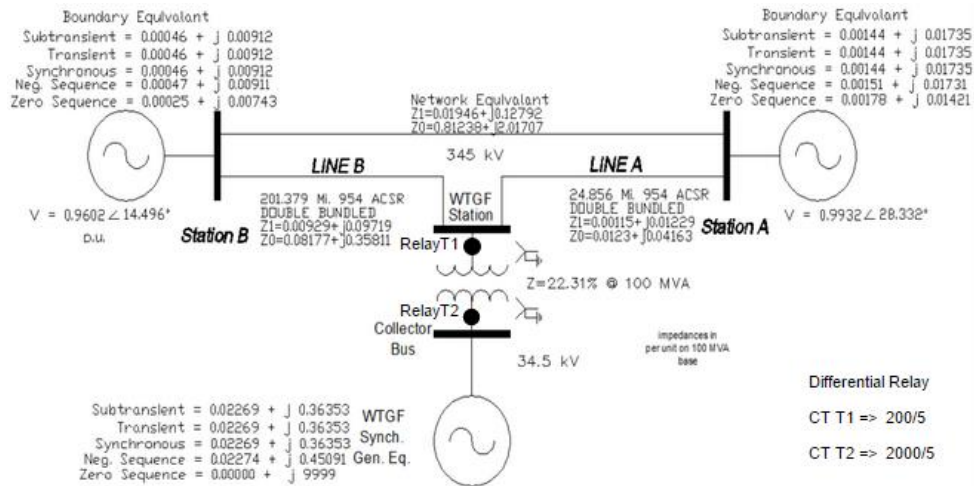 Boundary Equivalant
Subtransient = 0.00046 + j 0.00912
Transient = 0.00046 + j 0.00912
Synchronous = 0.00046 + j 0.00912
Neg. Sequence = 0.00047 + j 0.00911
Zero Sequence = 0.00025 + j 0.00743
Boundary Equivalant
Subtransient = 0.00144 + j 0.01735
Transient = 0.00144 + j 0.01735
Synchronous = 0.00144 + j 0.01735
Neg. Sequence = 0.00151 + j 0.01731
Zero Sequence = 0.00178 + j 0.01421
Network Equivalant
Z1=0.01946+j0.12792
Z0=0.81238+j2.01707
345 kV
LINE B
LINE A
201.379 Mi. 954 ACSR
DOUBLE BUNDLED
Z1=0.00929+j0.09719
Z0=0.08177+j0.35811
WTGF
Station
24.856 Mi. 954 ACSR
DOUBLE BUNDLED
Z1=0.00115+j0.01229
Z0=0.0123+j0.04163
V = 0.9602∠14.496°
p.u.
Station B
Station A
V = 0.9932∠28.332°
RelayT1
Z=22.31% @ 100 MVA
RelayT2
Collector
Bus
34.5 kV
impedances in
per unit on 100 MVA
base
Subtransient = 0.02269 + j 0.36353
Transient = 0.02269 + j 0.36353
Synchronous = 0.02269 + j 0.36353
Neg. Sequence = 0.02274 + j 0.45091
Zero Sequence = 0.00000 + j 9999
WTGF
Synch.
Gen. Eq.
Differential Relay
CT T1 => 200/5
CT T2 => 2000/5